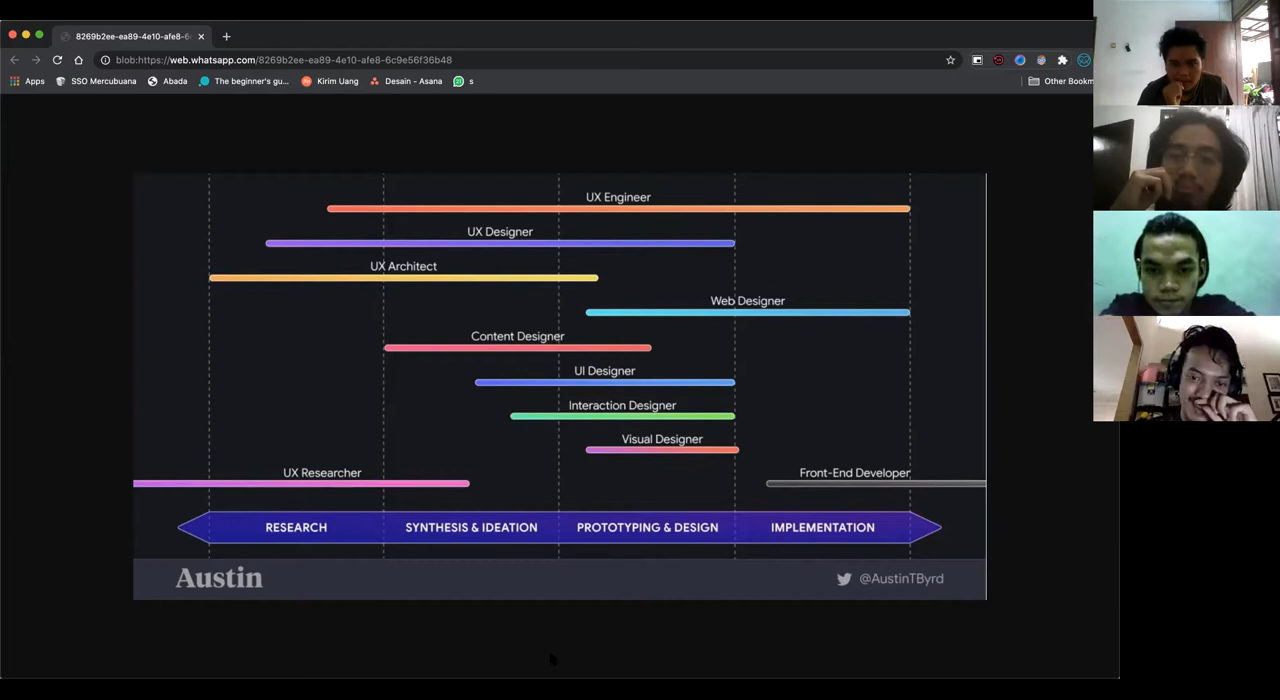 8269b2ee-ea89-4e10-afe8-6
blob:https://web.whatsapp.com/8269b2ee-ea89-4e10-afe8-6c9e56f36b48
Apps SSO Mercubuana Abada The beginner's gu... Kirim Uang Desain - Asana s Other Bookm
UX Engineer
UX Designer
UX Architect
Web Designer
Content Designer
UI Designer
Interaction Designer
Visual Designer
UX Researcher Front-End Developer
RESEARCH SYNTHESIS & IDEATION PROTOTYPING & DESIGN IMPLEMENTATION
Austin @AustinTByrd